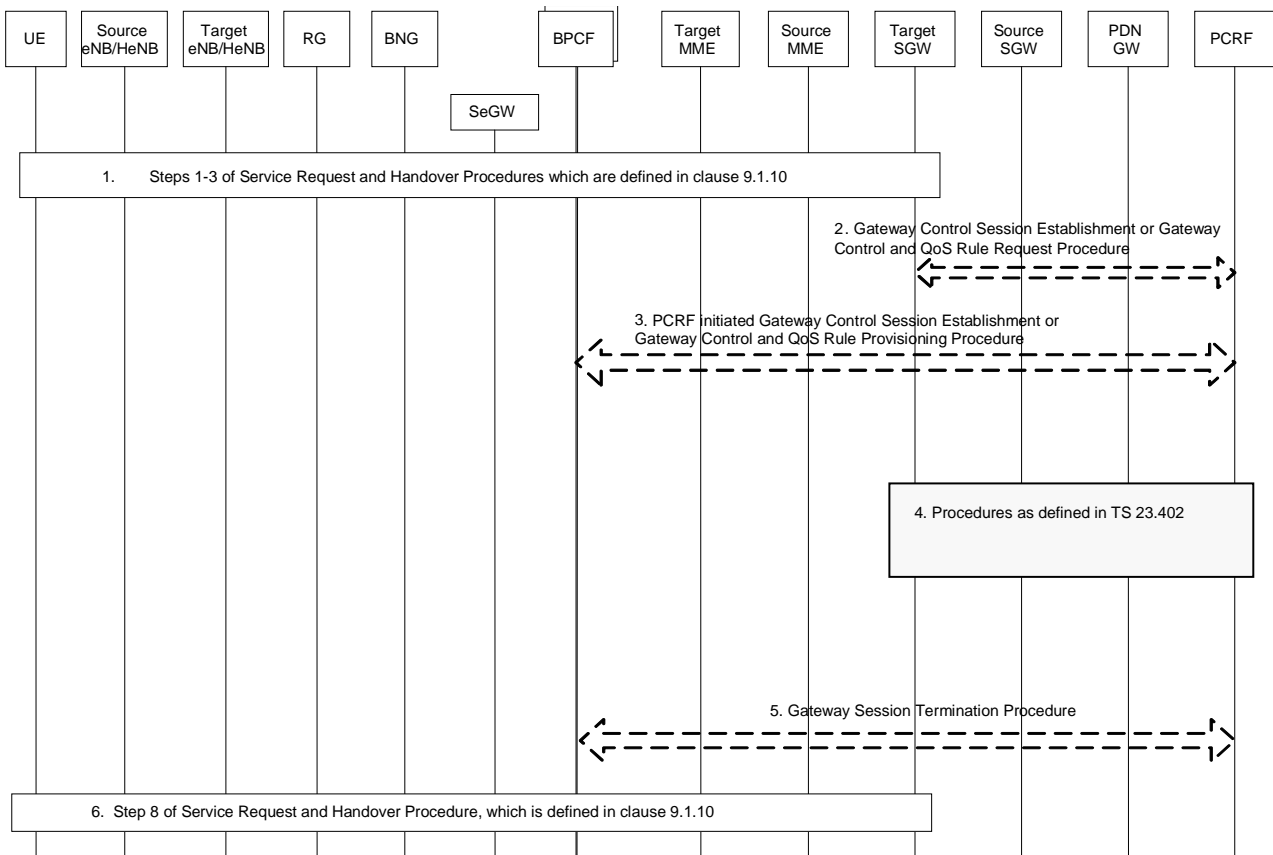 UE
Source
eNB/HeNB
Target
eNB/HeNB
RG
BNG
BPCF
Target
MME
Source
MME
Target
SGW
Source
SGW
PDN
GW
PCRF
SeGW
1. Steps 1-3 of Service Request and Handover Procedures which are defined in clause 9.1.10
2. Gateway Control Session Establishment or Gateway
Control and QoS Rule Request Procedure
3. PCRF initiated Gateway Control Session Establishment or
Gateway Control and QoS Rule Provisioning Procedure
4. Procedures as defined in TS 23.402
5. Gateway Session Termination Procedure
6. Step 8 of Service Request and Handover Procedure, which is defined in clause 9.1.10